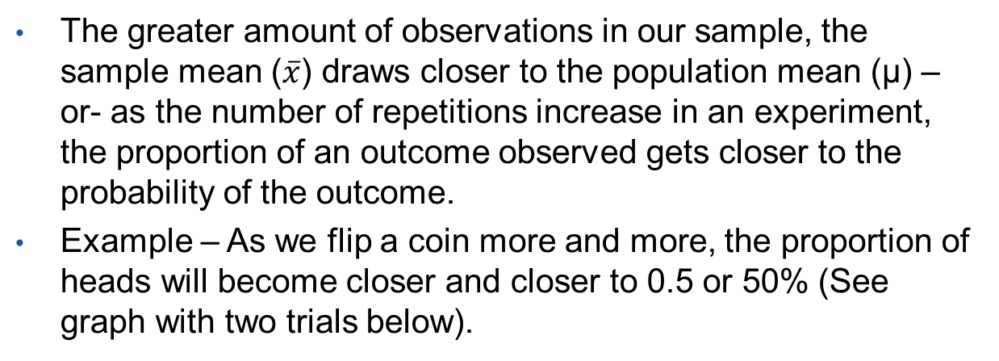 • The greater amount of observations in our sample, the
sample mean (x̄) draws closer to the population mean (µ) –
or- as the number of repetitions increase in an experiment,
the proportion of an outcome observed gets closer to the
probability of the outcome.
• Example – As we flip a coin more and more, the proportion of
heads will become closer and closer to 0.5 or 50% (See
graph with two trials below).